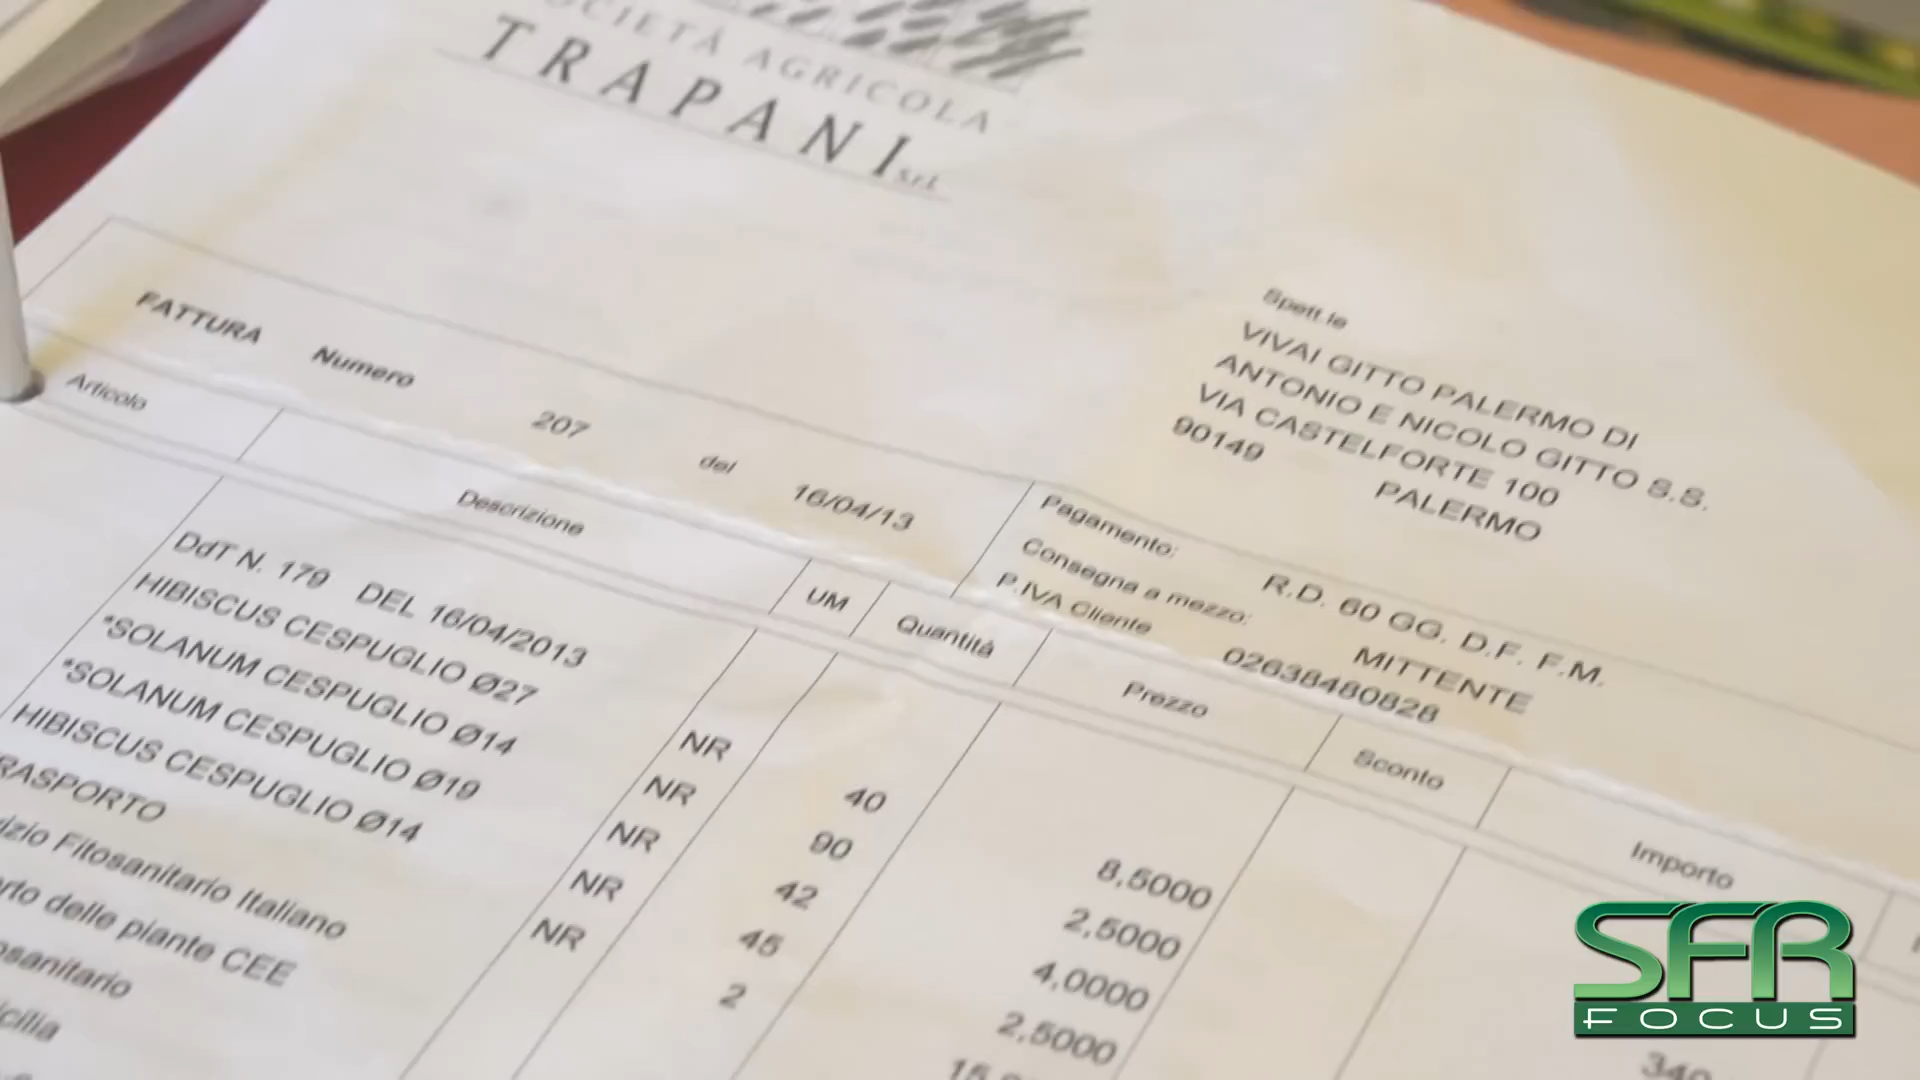 SOCIETÀ AGRICOLA
TRAPANI s.r.l.
Spett.le
VIVAI GITTO PALERMO DI
ANTONIO E NICOLO GITTO S.S.
VIA CASTELFORTE 100
90149 PALERMO
FATTURA Numero 207 del 16/04/13
Pagamento: R.D. 60 GG. D.F. F.M.
Consegna a mezzo: MITTENTE
P.IVA Cliente 02638480828
Articolo Descrizione UM Quantità Prezzo Sconto Importo
DdT N. 179 DEL 16/04/2013
HIBISCUS CESPUGLIO Ø27 NR 40 8,5000 340
*SOLANUM CESPUGLIO Ø14 NR 90 2,5000
*SOLANUM CESPUGLIO Ø19 NR 42 4,0000
HIBISCUS CESPUGLIO Ø14 NR 45 2,5000
RASPORTO NR 2
izio Fitosanitario Italiano
rto delle piante CEE
osanitario
cilia
SFR
FOCUS